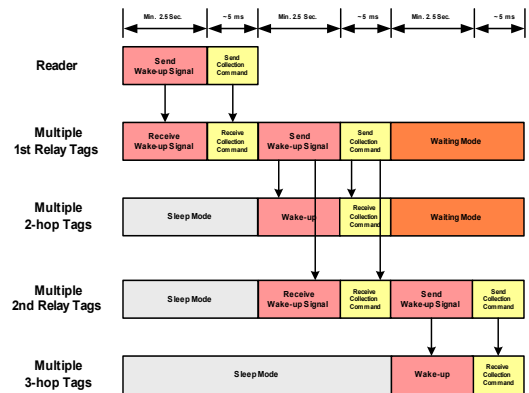 Min. 2.5 Sec.
~5 ms
Min. 2.5 Sec.
~5 ms
Min. 2.5 Sec.
~5 ms
Reader
Send
Wake-up Signal
Send
Collection
Command
Multiple
1st Relay Tags
Receive
Wake-up Signal
Receive
Collection
Command
Send
Wake-up Signal
Send
Collection
Command
Waiting Mode
Multiple
2-hop Tags
Sleep Mode
Wake-up
Receive
Collection
Command
Waiting Mode
Multiple
2nd Relay Tags
Sleep Mode
Receive
Wake-up Signal
Receive
Collection
Command
Send
Wake-up Signal
Send
Collection
Command
Multiple
3-hop Tags
Sleep Mode
Wake-up
Receive
Collection
Command